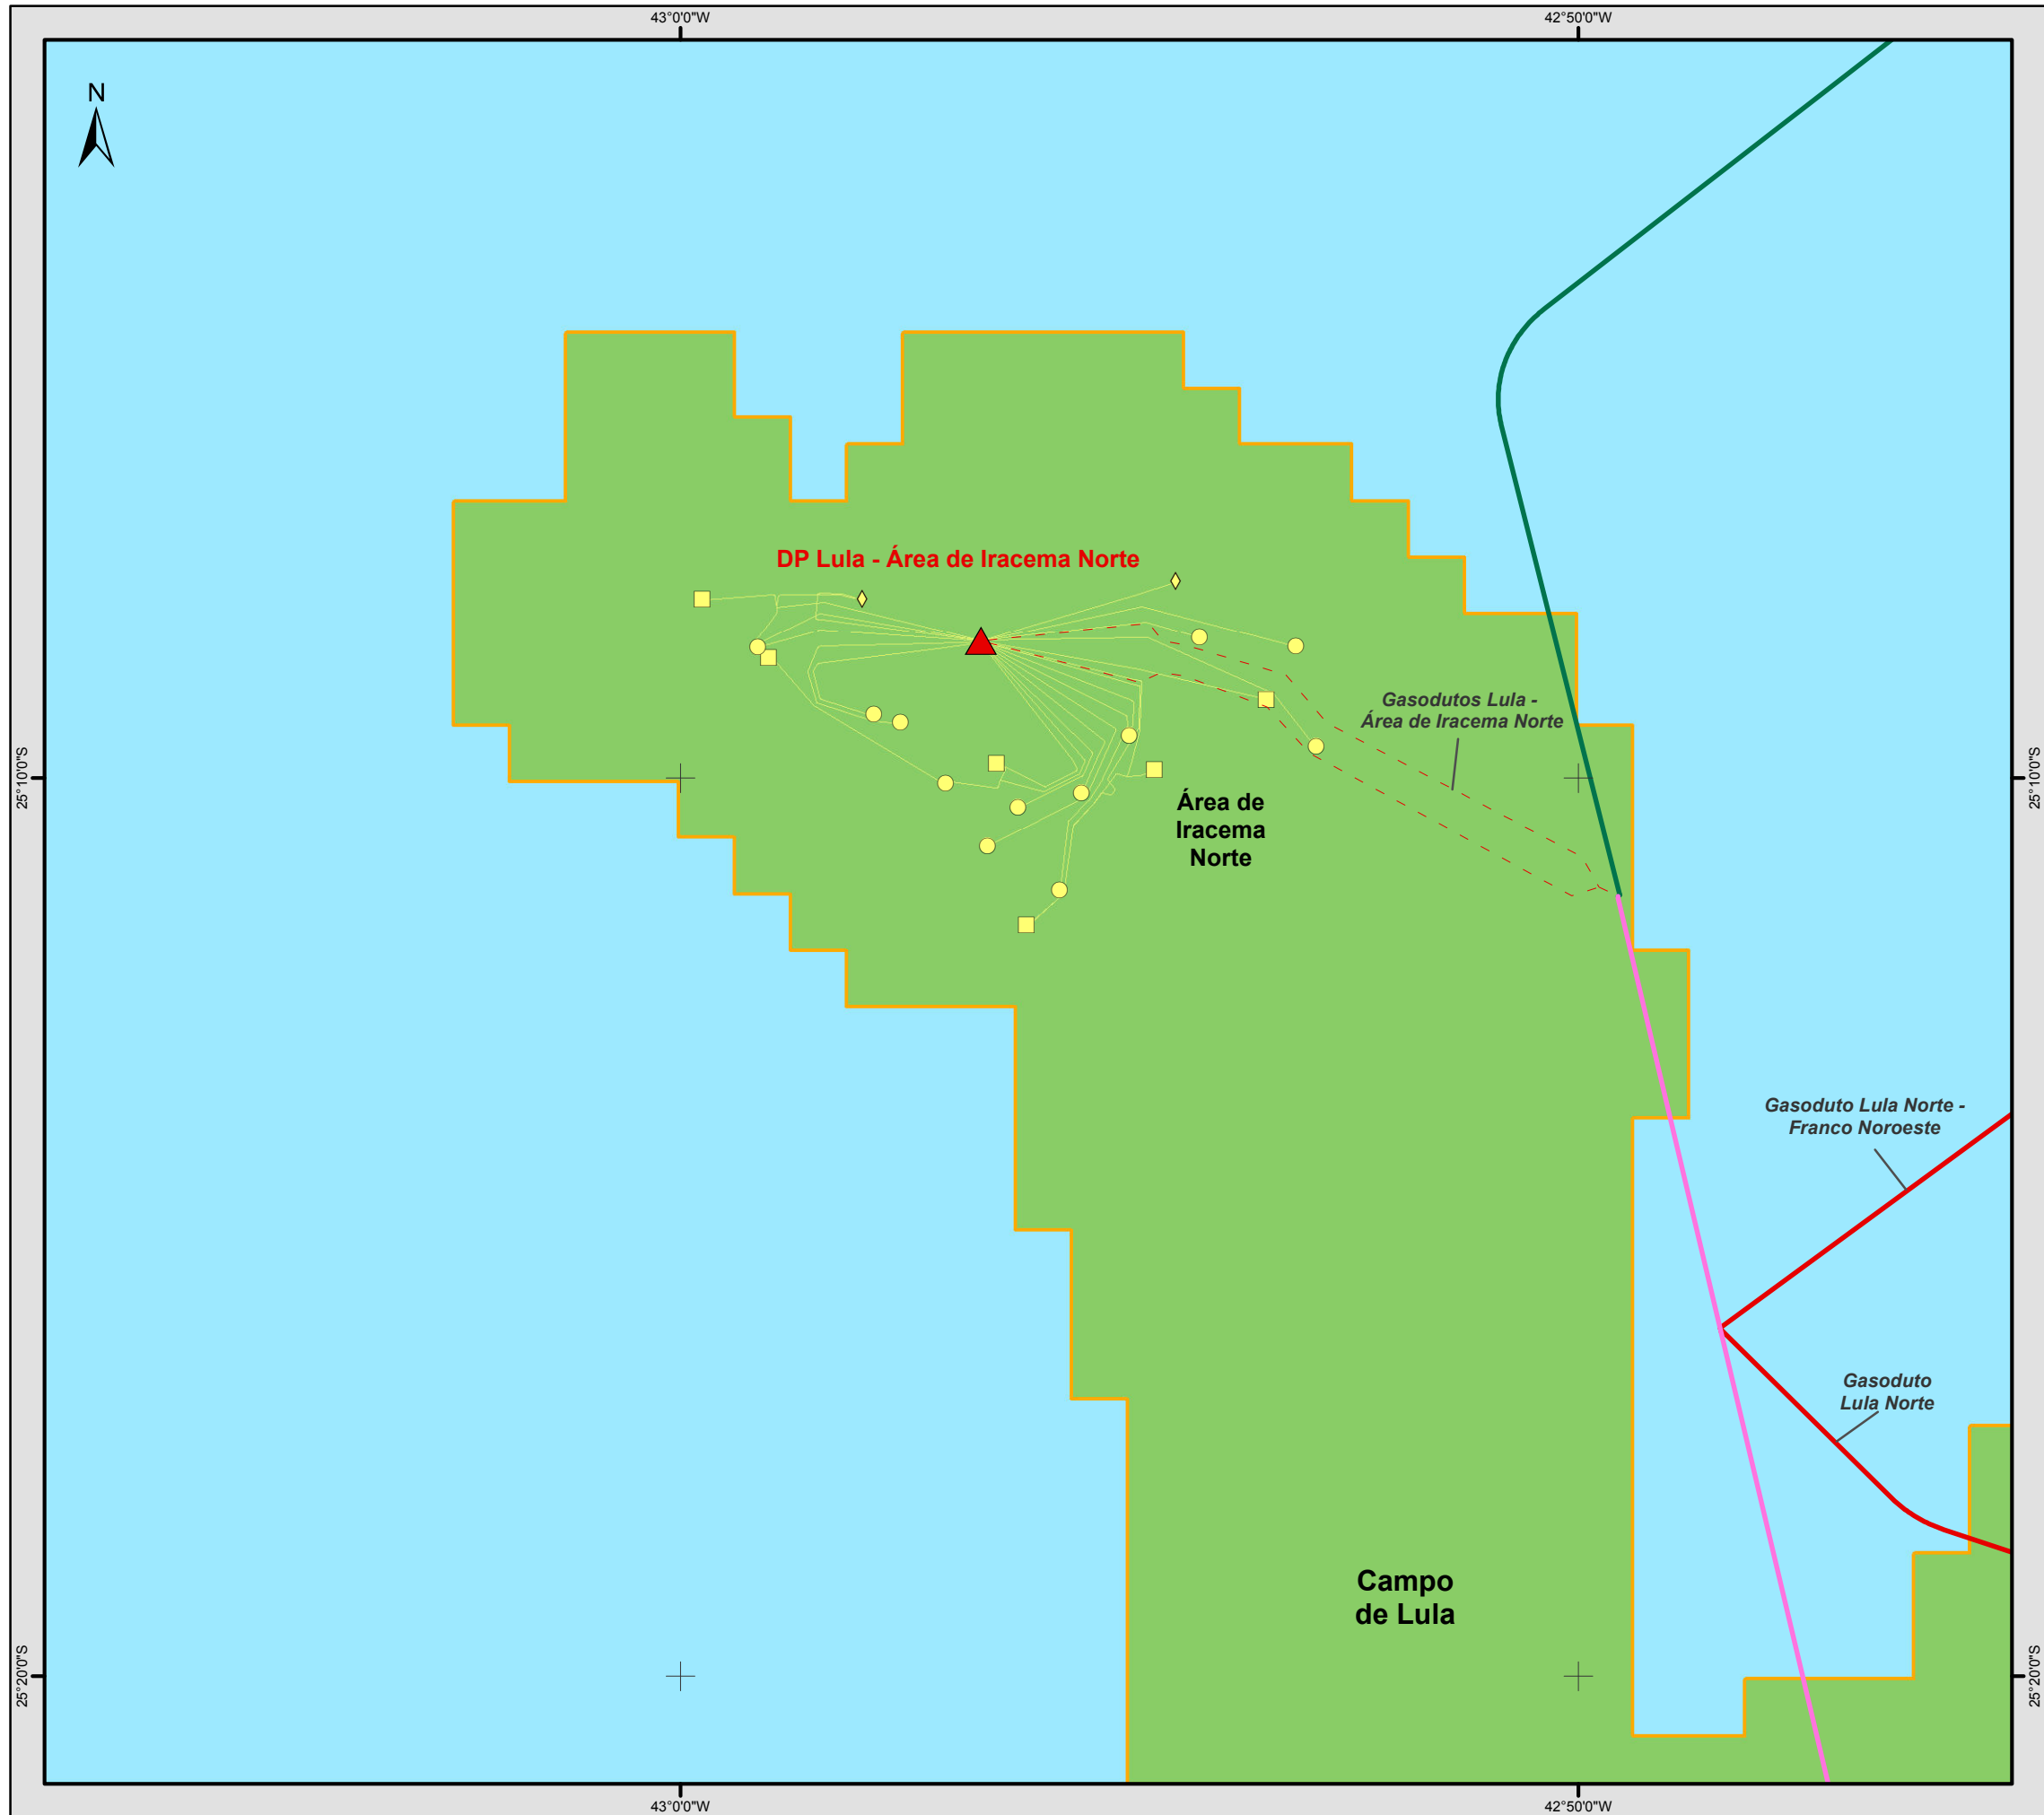 43°0'0"W
42°50'0"W
N
DP Lula - Área de Iracema Norte
Gasodutos Lula -
Área de Iracema Norte
25°10'0"S
25°10'0"S
Área de
Iracema
Norte
Gasoduto Lula Norte -
Franco Noroeste
Gasoduto
Lula Norte
Campo
de Lula
25°20'0"S
25°20'0"S
43°0'0"W
42°50'0"W